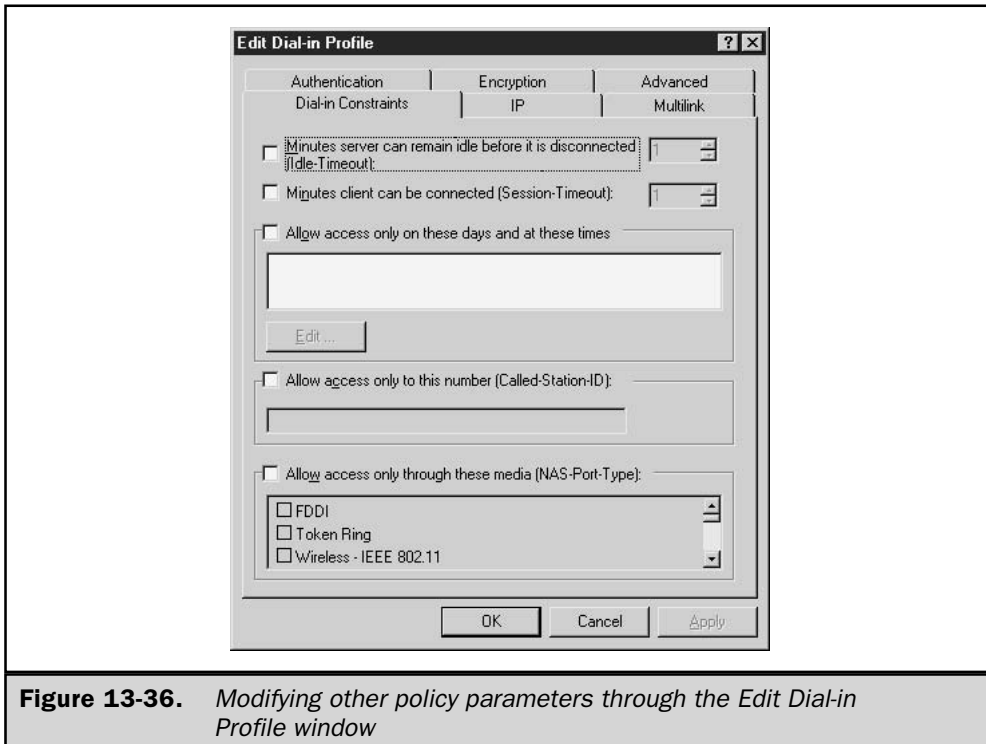 Edit Dial-in Profile
Authentication Encryption Advanced
Dial-in Constraints IP Multilink
Minutes server can remain idle before it is disconnected
(Idle-Timeout): 1
Minutes client can be connected (Session-Timeout): 1
Allow access only on these days and at these times
Edit ...
Allow access only to this number (Called-Station-ID):
Allow access only through these media (NAS-Port-Type):
FDDI
Token Ring
Wireless - IEEE 802.11
OK Cancel Apply
Figure 13-36. Modifying other policy parameters through the Edit Dial-in
Profile window